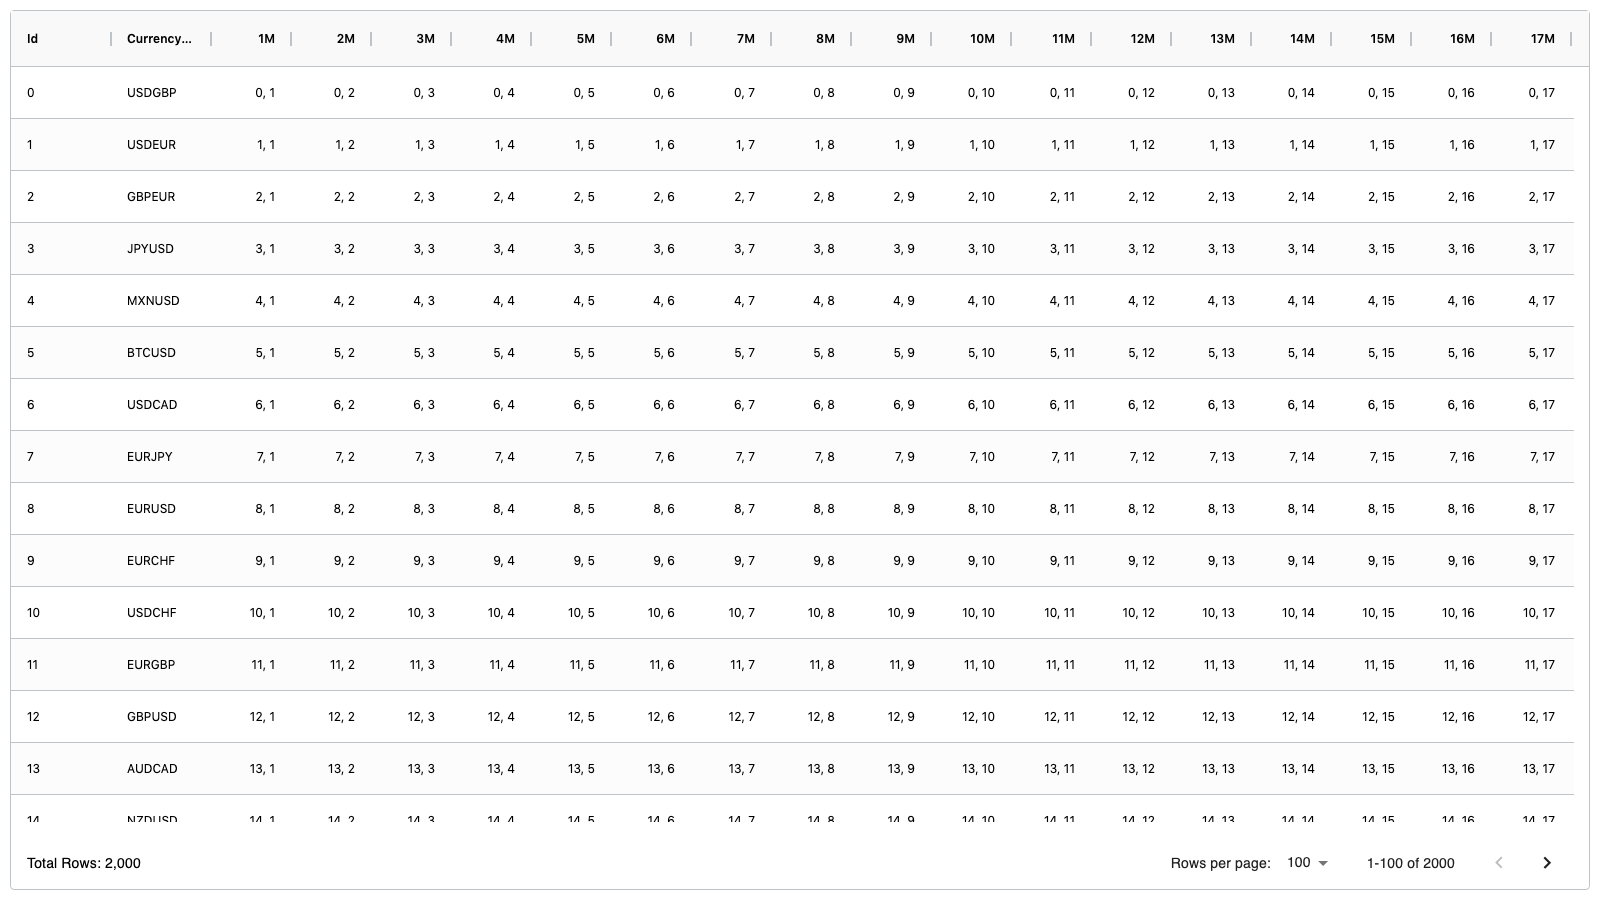 Id Currency... 1M 2M 3M 4M 5M 6M 7M 8M 9M 10M 11M 12M 13M 14M 15M 16M 17M
0 USDGBP 0, 1 0, 2 0, 3 0, 4 0, 5 0, 6 0, 7 0, 8 0, 9 0, 10 0, 11 0, 12 0, 13 0, 14 0, 15 0, 16 0, 17
1 USDEUR 1, 1 1, 2 1, 3 1, 4 1, 5 1, 6 1, 7 1, 8 1, 9 1, 10 1, 11 1, 12 1, 13 1, 14 1, 15 1, 16 1, 17
2 GBPEUR 2, 1 2, 2 2, 3 2, 4 2, 5 2, 6 2, 7 2, 8 2, 9 2, 10 2, 11 2, 12 2, 13 2, 14 2, 15 2, 16 2, 17
3 JPYUSD 3, 1 3, 2 3, 3 3, 4 3, 5 3, 6 3, 7 3, 8 3, 9 3, 10 3, 11 3, 12 3, 13 3, 14 3, 15 3, 16 3, 17
4 MXNUSD 4, 1 4, 2 4, 3 4, 4 4, 5 4, 6 4, 7 4, 8 4, 9 4, 10 4, 11 4, 12 4, 13 4, 14 4, 15 4, 16 4, 17
5 BTCUSD 5, 1 5, 2 5, 3 5, 4 5, 5 5, 6 5, 7 5, 8 5, 9 5, 10 5, 11 5, 12 5, 13 5, 14 5, 15 5, 16 5, 17
6 USDCAD 6, 1 6, 2 6, 3 6, 4 6, 5 6, 6 6, 7 6, 8 6, 9 6, 10 6, 11 6, 12 6, 13 6, 14 6, 15 6, 16 6, 17
7 EURJPY 7, 1 7, 2 7, 3 7, 4 7, 5 7, 6 7, 7 7, 8 7, 9 7, 10 7, 11 7, 12 7, 13 7, 14 7, 15 7, 16 7, 17
8 EURUSD 8, 1 8, 2 8, 3 8, 4 8, 5 8, 6 8, 7 8, 8 8, 9 8, 10 8, 11 8, 12 8, 13 8, 14 8, 15 8, 16 8, 17
9 EURCHF 9, 1 9, 2 9, 3 9, 4 9, 5 9, 6 9, 7 9, 8 9, 9 9, 10 9, 11 9, 12 9, 13 9, 14 9, 15 9, 16 9, 17
10 USDCHF 10, 1 10, 2 10, 3 10, 4 10, 5 10, 6 10, 7 10, 8 10, 9 10, 10 10, 11 10, 12 10, 13 10, 14 10, 15 10, 16 10, 17
11 EURGBP 11, 1 11, 2 11, 3 11, 4 11, 5 11, 6 11, 7 11, 8 11, 9 11, 10 11, 11 11, 12 11, 13 11, 14 11, 15 11, 16 11, 17
12 GBPUSD 12, 1 12, 2 12, 3 12, 4 12, 5 12, 6 12, 7 12, 8 12, 9 12, 10 12, 11 12, 12 12, 13 12, 14 12, 15 12, 16 12, 17
13 AUDCAD 13, 1 13, 2 13, 3 13, 4 13, 5 13, 6 13, 7 13, 8 13, 9 13, 10 13, 11 13, 12 13, 13 13, 14 13, 15 13, 16 13, 17
14 NZDUSD 14, 1 14, 2 14, 3 14, 4 14, 5 14, 6 14, 7 14, 8 14, 9 14, 10 14, 11 14, 12 14, 13 14, 14 14, 15 14, 16 14, 17
Total Rows: 2,000 Rows per page: 100 1-100 of 2000